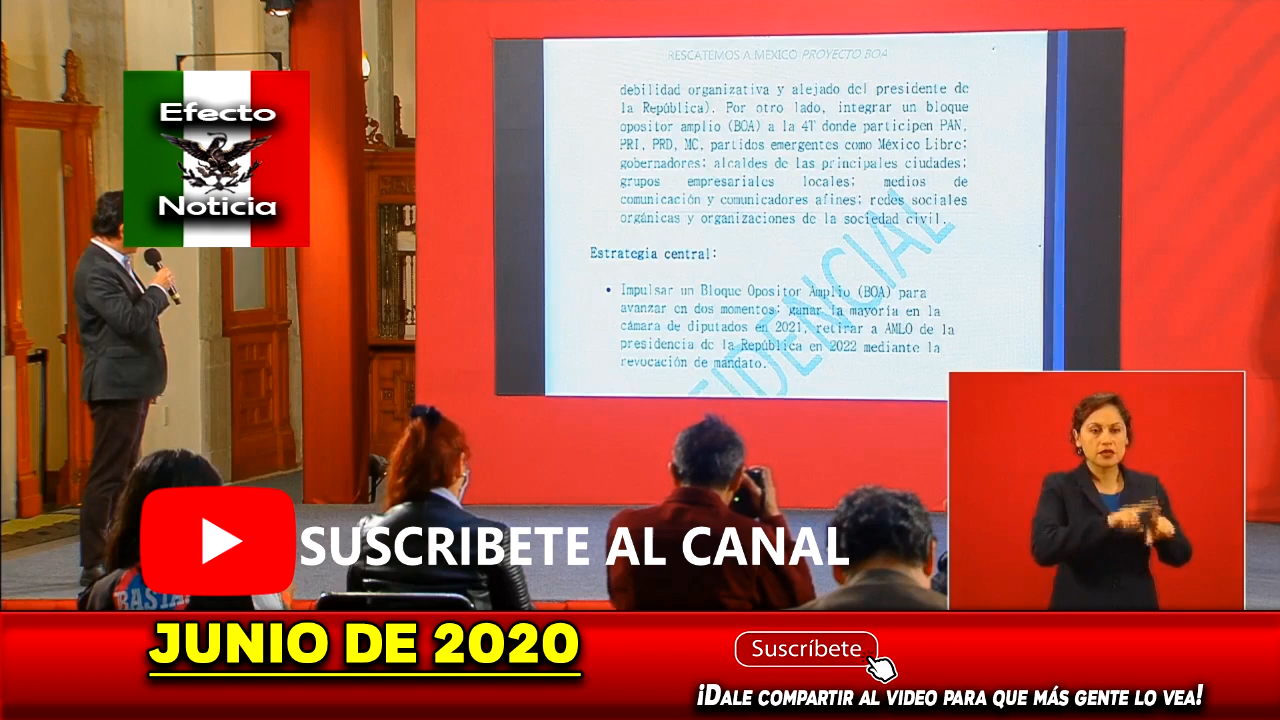 RESCATEMOS A MÉXICO PROYECTO BOA
debilidad organizativa y alejado del presidente de
la República). Por otro lado, integrar un bloque
opositor amplio (BOA) a la 4T donde participen PAN,
PRI, PRD, MC, partidos emergentes como México Libre;
gobernadores; alcaldes de las principales ciudades;
grupos empresariales locales; medios de
comunicación y comunicadores afines; redes sociales
orgánicas y organizaciones de la sociedad civil.
Estrategia central:
• Impulsar un Bloque Opositor Amplio (BOA) para
avanzar en dos momentos: ganar la mayoría en la
cámara de diputados en 2021, retirar a AMLO de la
presidencia de la República en 2022 mediante la
revocación de mandato.
Efecto
Noticia
SUSCRIBETE AL CANAL
BASTA
JUNIO DE 2020
Suscríbete
¡DALE COMPARTIR AL VIDEO PARA QUE MÁS GENTE LO VEA!